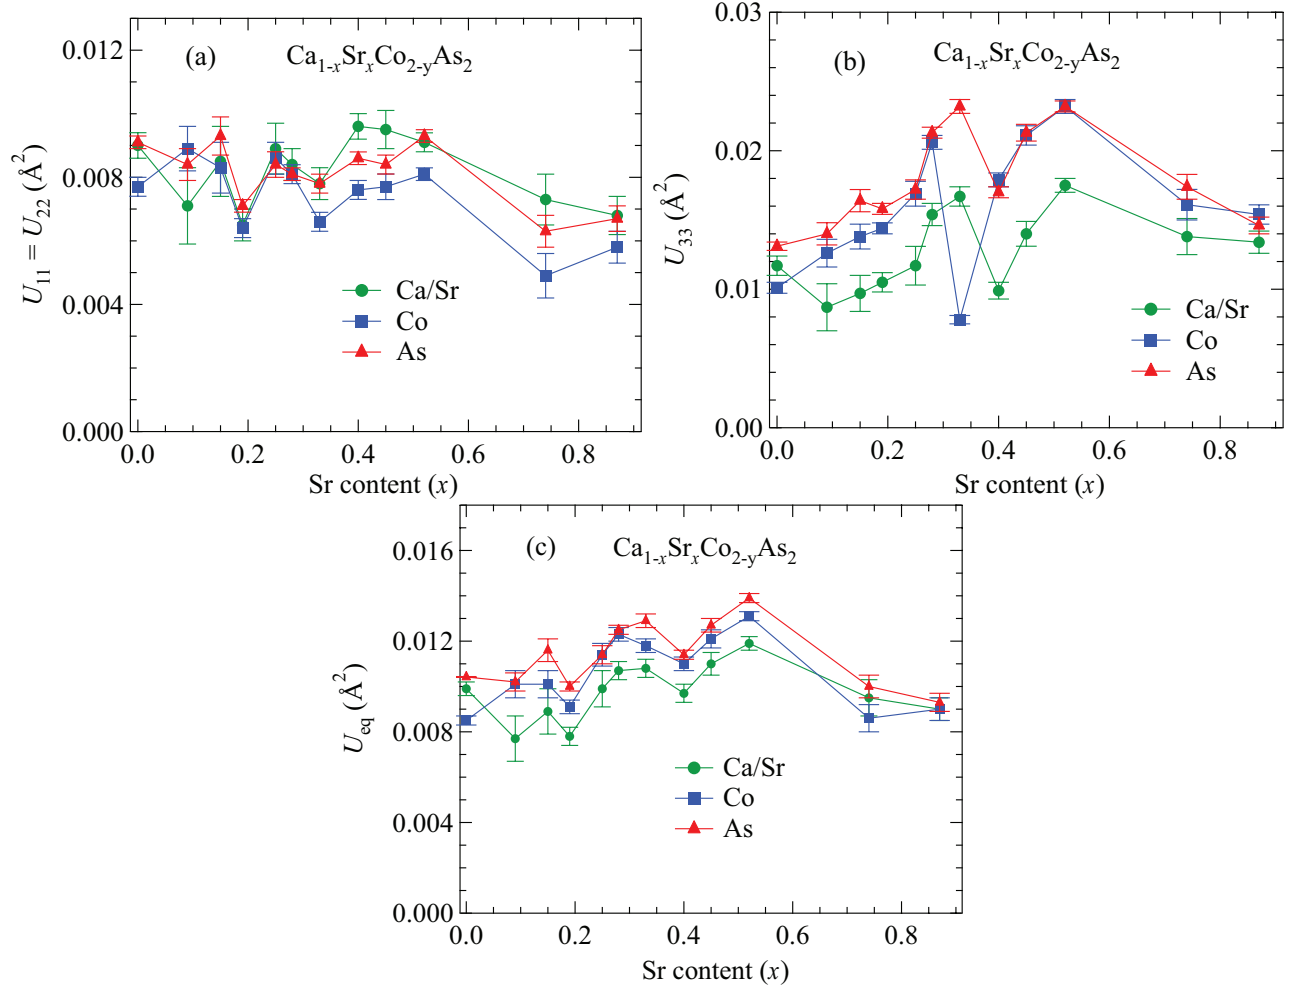 (a) Ca1-xSrxCo2-yAs2
0.012
0.008
0.004
0.000
U11 = U22 (Å2)
Ca/Sr
Co
As
0.0 0.2 0.4 0.6 0.8
Sr content (x)
(b) Ca1-xSrxCo2-yAs2
0.03
0.02
0.01
0.00
U33 (Å2)
Ca/Sr
Co
As
0.0 0.2 0.4 0.6 0.8
Sr content (x)
(c) Ca1-xSrxCo2-yAs2
0.016
0.012
0.008
0.004
0.000
Ueq (Å2)
Ca/Sr
Co
As
0.0 0.2 0.4 0.6 0.8
Sr content (x)